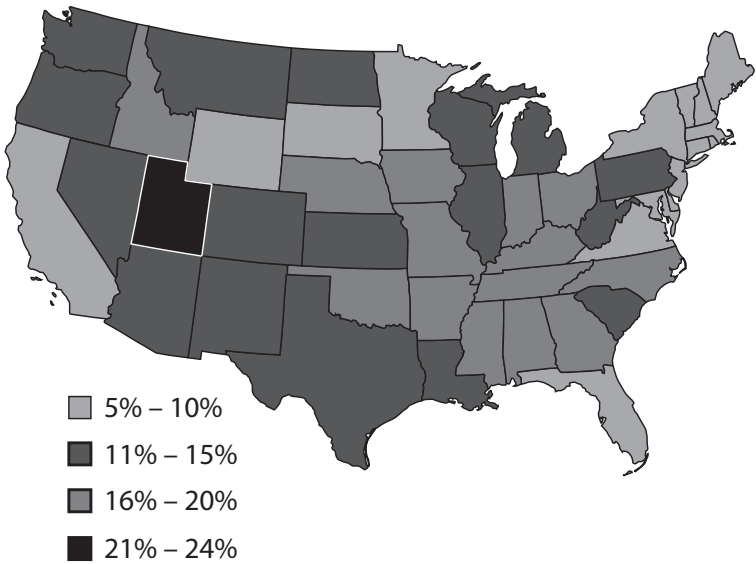 5% – 10%
11% – 15%
16% – 20%
21% – 24%